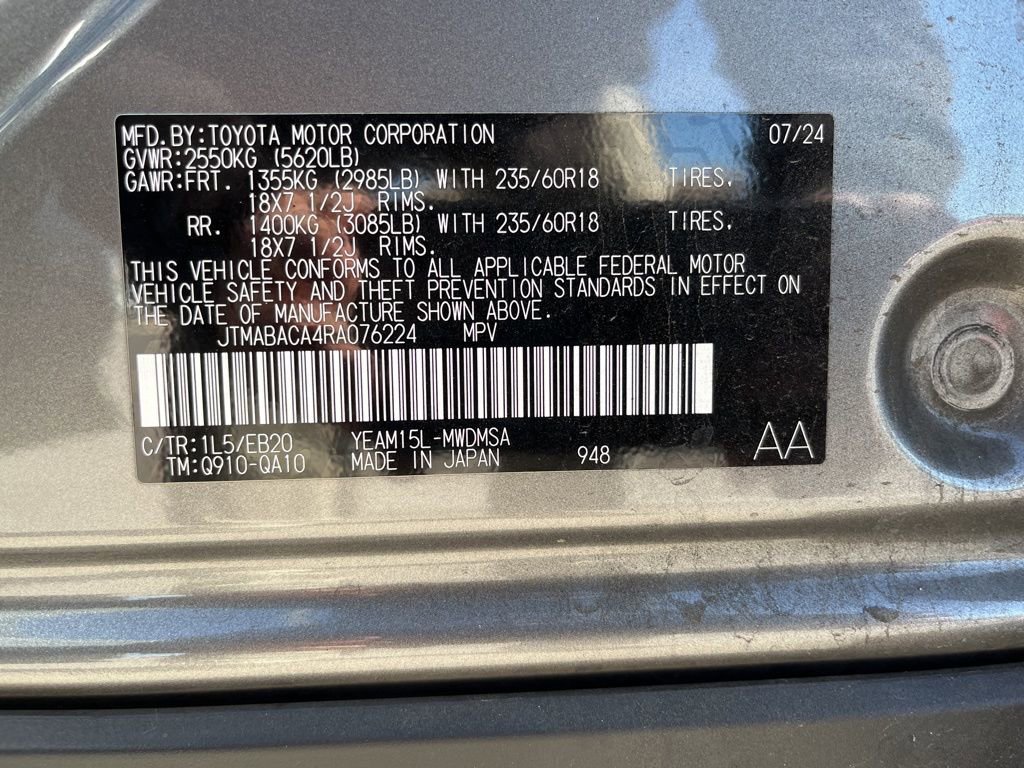 MFD.BY:TOYOTA MOTOR CORPORATION 07/24
GVWR:2550KG (5620LB)
GAWR:FRT. 1355KG (2985LB) WITH 235/60R18 TIRES.
18X7 1/2J RIMS.
RR. 1400KG (3085LB) WITH 235/60R18 TIRES.
18X7 1/2J RIMS.
THIS VEHICLE CONFORMS TO ALL APPLICABLE FEDERAL MOTOR
VEHICLE SAFETY AND THEFT PREVENTION STANDARDS IN EFFECT ON
THE DATE OF MANUFACTURE SHOWN ABOVE.
JTMABACA4RA076224 MPV
C/TR:1L5/EB20 YEAM15L-MWDMSA
TM:Q910-QA10 MADE IN JAPAN 948 AA